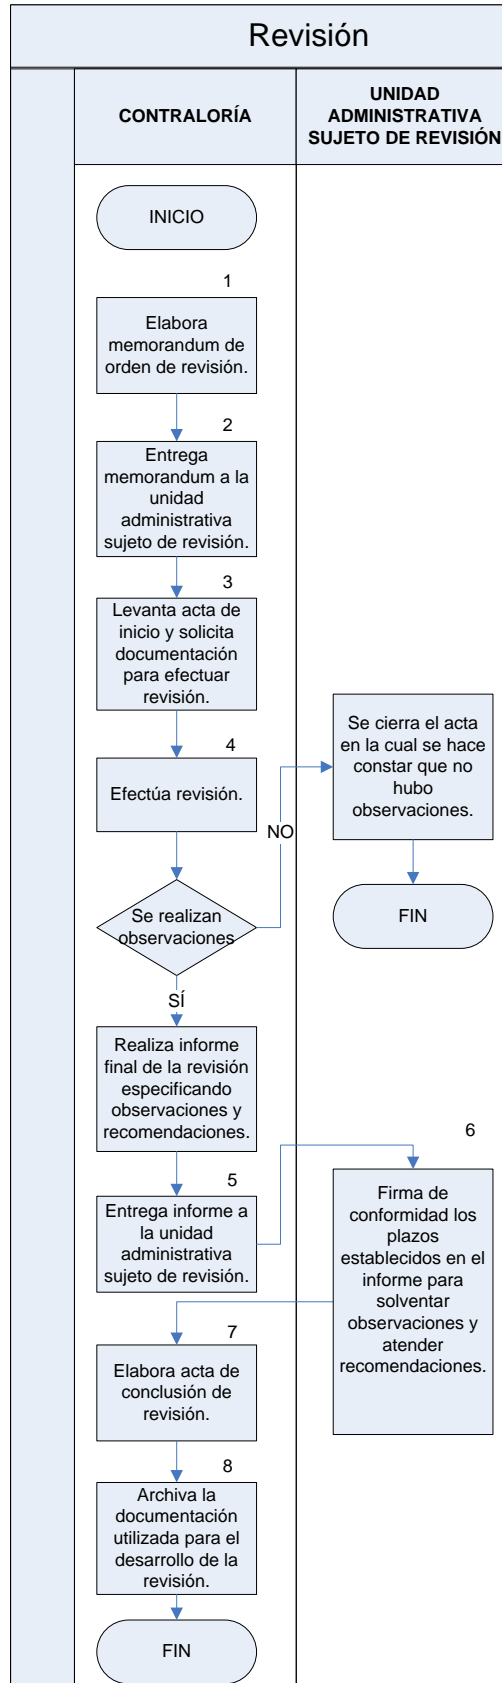 Revisión
CONTRALORÍA
UNIDAD
ADMINISTRATIVA
SUJETO DE REVISIÓN
INICIO
1
Elabora
memorandum de
orden de revisión.
2
Entrega
memorandum a la
unidad
administrativa
sujeto de revisión.
3
Levanta acta de
inicio y solicita
documentación
para efectuar
revisión.
4
Efectúa revisión.
NO
Se cierra el acta
en la cual se hace
constar que no
hubo
observaciones.
FIN
Se realizan
observaciones
SÍ
Realiza informe
final de la revisión
especificando
observaciones y
recomendaciones.
5
Entrega informe a
la unidad
administrativa
sujeto de revisión.
6
Firma de
conformidad los
plazos
establecidos en el
informe para
solventar
observaciones y
atender
recomendaciones.
7
Elabora acta de
conclusión de
revisión.
8
Archiva la
documentación
utilizada para el
desarrollo de la
revisión.
FIN